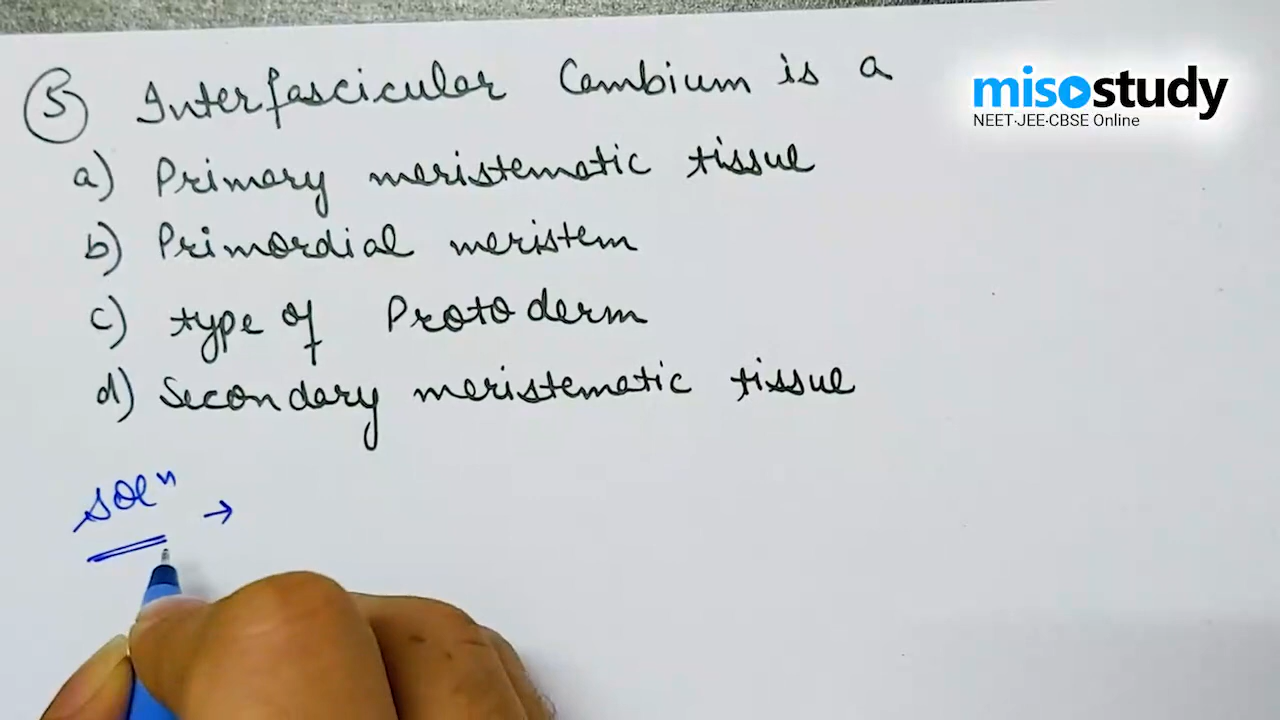 5 Interfascicular Cambium is a
misostudy
NEET·JEE·CBSE Online
a) Primary meristematic tissue
b) Primordial meristem
c) type of Protoderm
d) Secondary meristematic tissue
Solⁿ →